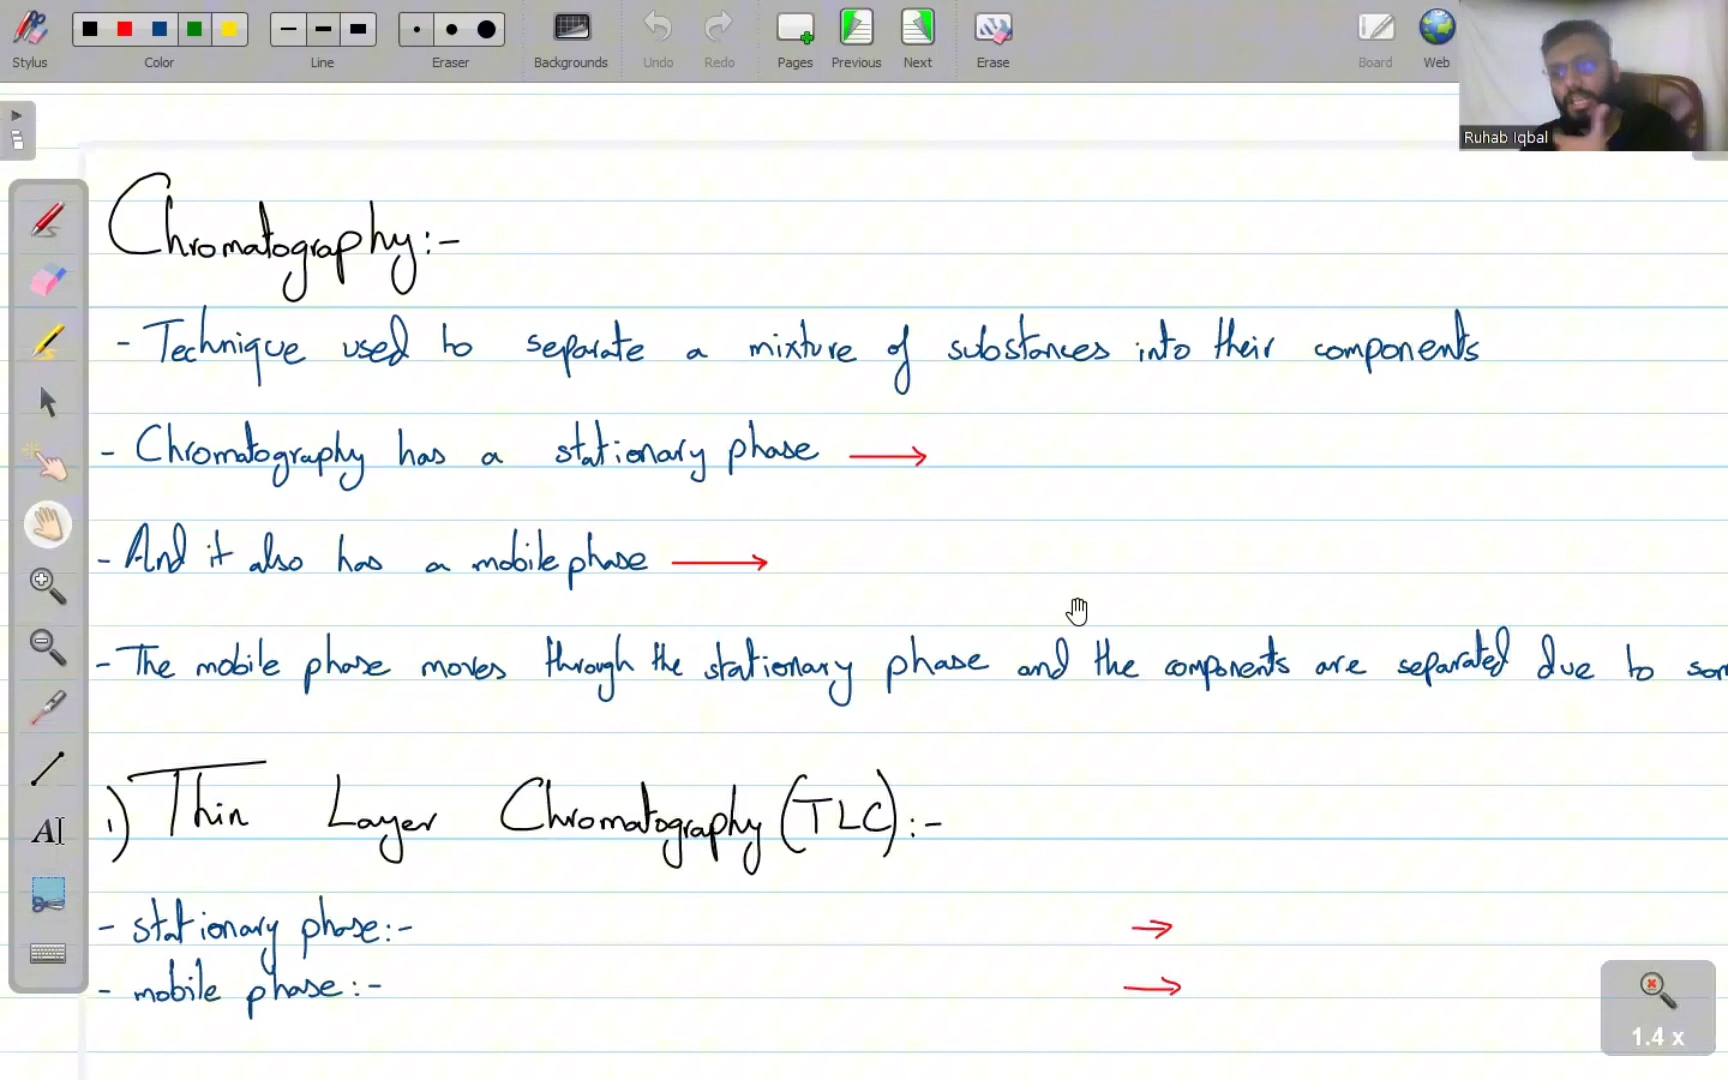 Stylus
Color
Line
Eraser
Backgrounds
Undo
Redo
Pages
Previous
Next
Erase
Board
Web
Ruhab Iqbal
Chromatography:-
- Technique used to separate a mixture of substances into their components
- Chromatography has a stationary phase →
- And it also has a mobile phase →
- The mobile phase moves through the stationary phase and the components are separated due to som
1) Thin Layer Chromatography (TLC):-
- stationary phase:- →
- mobile phase:- →
1.4 x